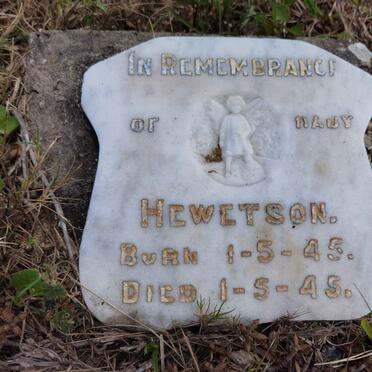 IN REMEMBRANCE
OF BABY
HEWETSON.
BORN 1-5-45.
DIED 1-5-45.